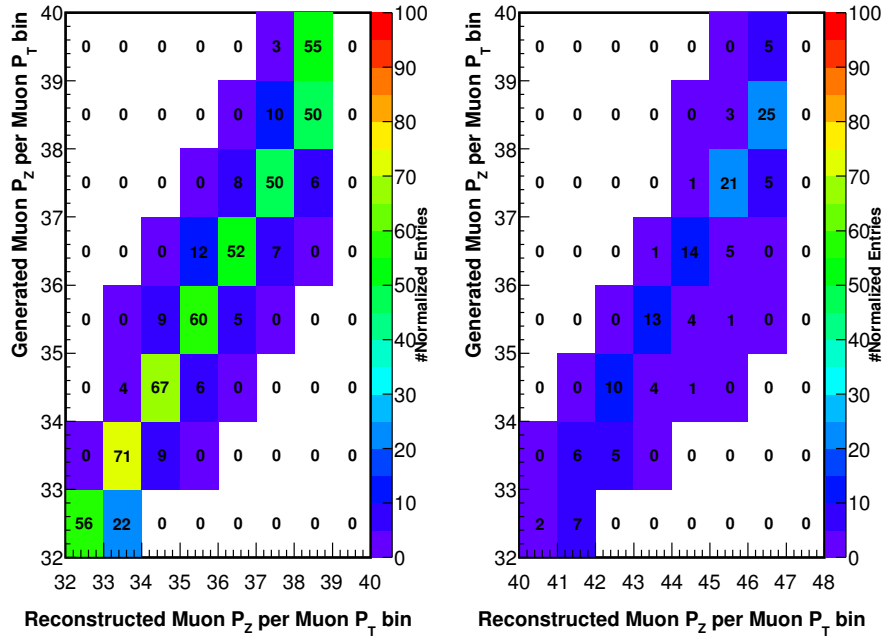 Generated Muon P_Z per Muon P_T bin
40
0 0 0 0 0 3 55 0
39
0 0 0 0 0 10 50 0
38
0 0 0 0 8 50 6 0
37
0 0 0 12 52 7 0 0
36
0 0 9 60 5 0 0 0
35
0 4 67 6 0 0 0 0
34
0 71 9 0 0 0 0 0
33
56 22 0 0 0 0 0 0
32
32 33 34 35 36 37 38 39 40
Reconstructed Muon P_Z per Muon P_T bin
100
90
80
70
60
50
40
30
20
10
0
#Normalized Entries
Generated Muon P_Z per Muon P_T bin
40
0 0 0 0 0 0 5 0
39
0 0 0 0 0 3 25 0
38
0 0 0 0 1 21 5 0
37
0 0 0 1 14 5 0 0
36
0 0 0 13 4 1 0 0
35
0 0 10 4 1 0 0 0
34
0 6 5 0 0 0 0 0
33
2 7 0 0 0 0 0 0
32
40 41 42 43 44 45 46 47 48
Reconstructed Muon P_Z per Muon P_T bin
100
90
80
70
60
50
40
30
20
10
0
#Normalized Entries